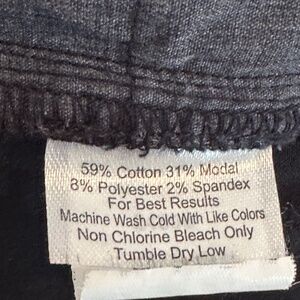 59% Cotton 31% Modal
8% Polyester 2% Spandex
For Best Results
Machine Wash Cold With Like Colors
Non Chlorine Bleach Only
Tumble Dry Low